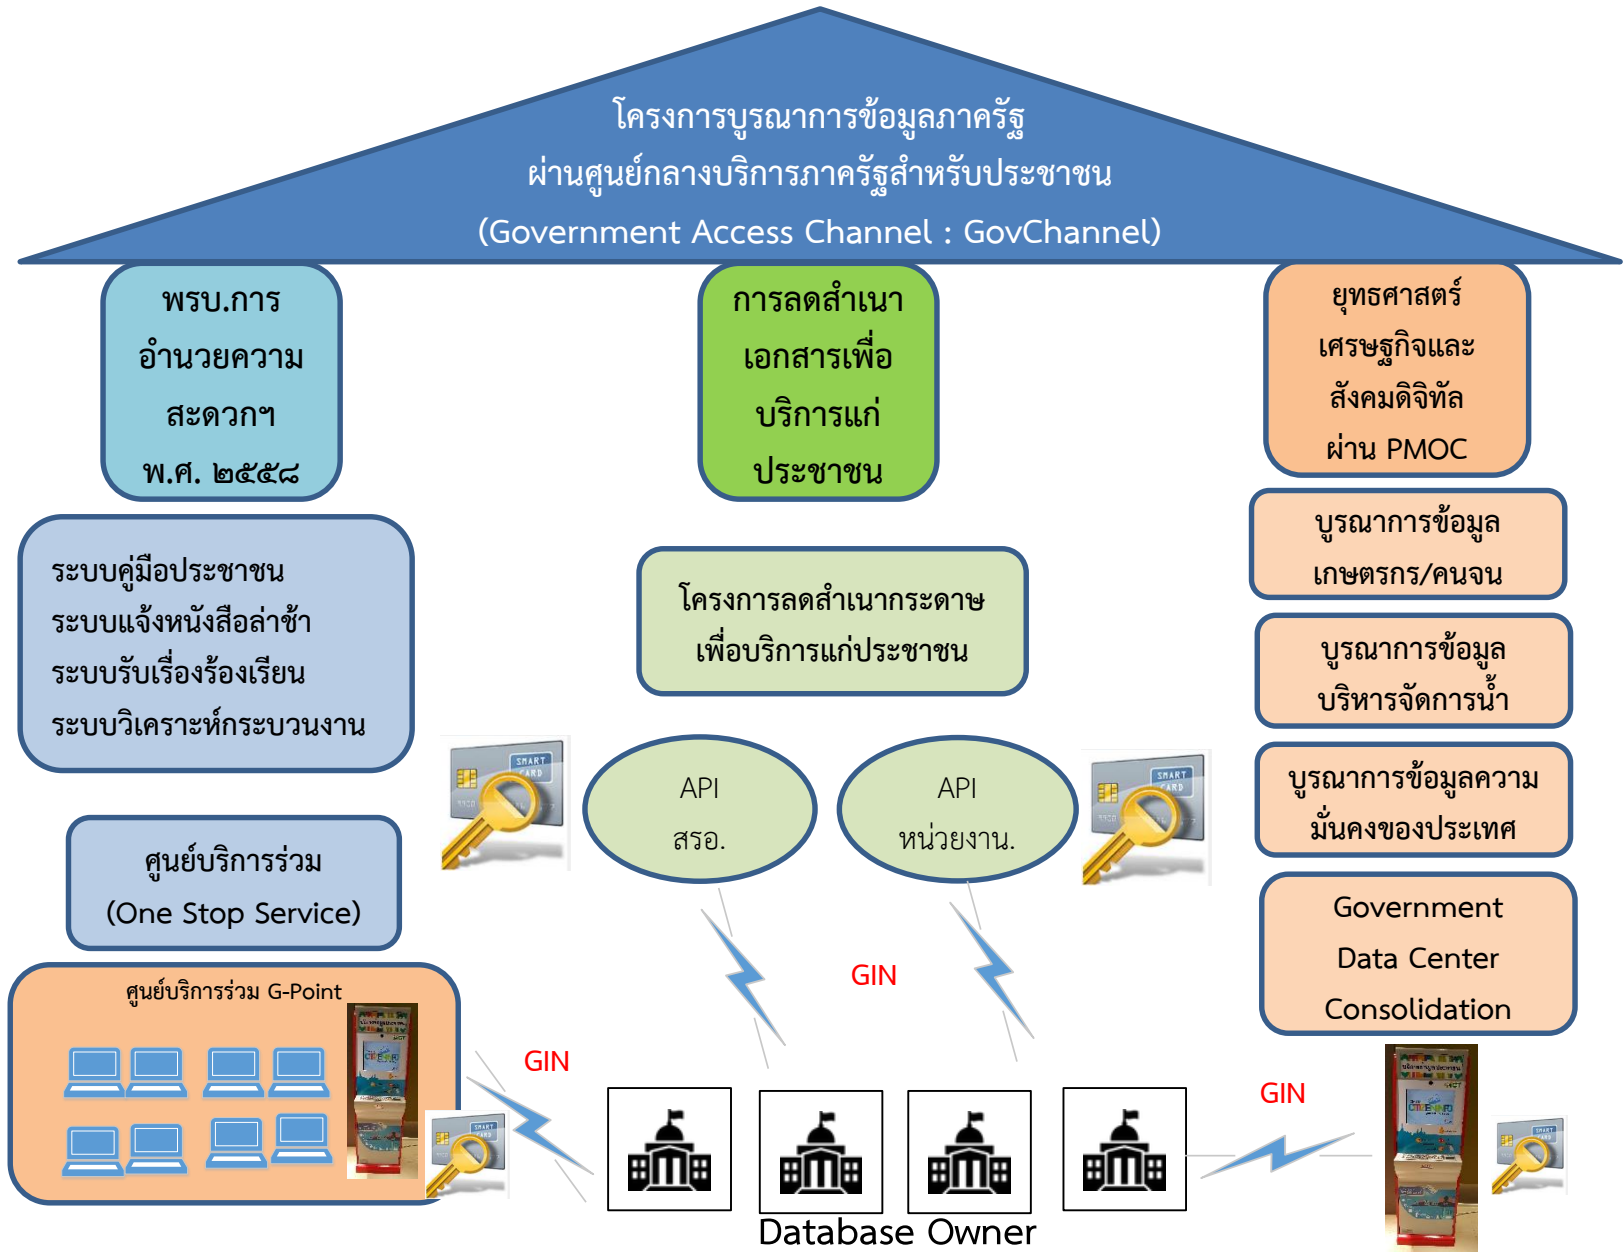 โครงการบูรณาการข้อมูลภาครัฐ
ผ่านศูนย์กลางบริการภาครัฐสำหรับประชาชน
(Government Access Channel : GovChannel)
พรบ.การ
อำนวยความ
สะดวกฯ
พ.ศ. ๒๕๕๘
ระบบคู่มือประชาชน
ระบบแจ้งหนังสือล่าช้า
ระบบรับเรื่องร้องเรียน
ระบบวิเคราะห์กระบวนงาน
ศูนย์บริการร่วม
(One Stop Service)
ศูนย์บริการร่วม G-Point
การลดสำเนา
เอกสารเพื่อ
บริการแก่
ประชาชน
โครงการลดสำเนากระดาษ
เพื่อบริการแก่ประชาชน
SMART
CARD
API
สรอ.
API
หน่วยงาน.
SMART
CARD
GIN
GIN
GIN
SMART
CARD
Database Owner
ยุทธศาสตร์
เศรษฐกิจและ
สังคมดิจิทัล
ผ่าน PMOC
บูรณาการข้อมูล
เกษตรกร/คนจน
บูรณาการข้อมูล
บริหารจัดการน้ำ
บูรณาการข้อมูลความ
มั่นคงของประเทศ
Government
Data Center
Consolidation
SMART
CARD